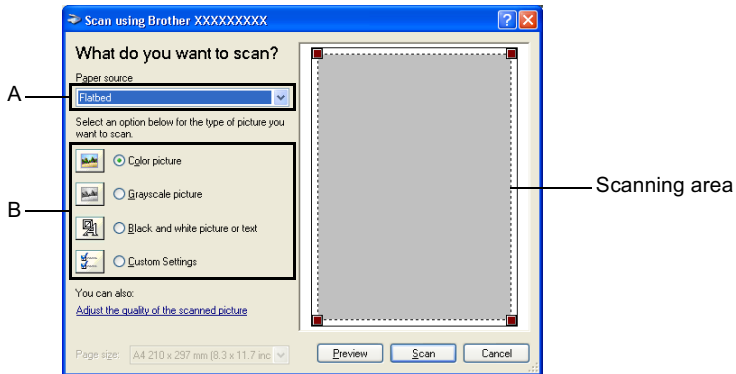 Scan using Brother XXXXXXXXX
What do you want to scan?
Paper source
A
Flatbed
Select an option below for the type of picture you
want to scan.
Color picture
Scanning area
Grayscale picture
B
Black and white picture or text
Custom Settings
You can also:
Adjust the quality of the scanned picture
Page size: A4 210 x 297 mm (8.3 x 11.7 inc
Preview Scan Cancel